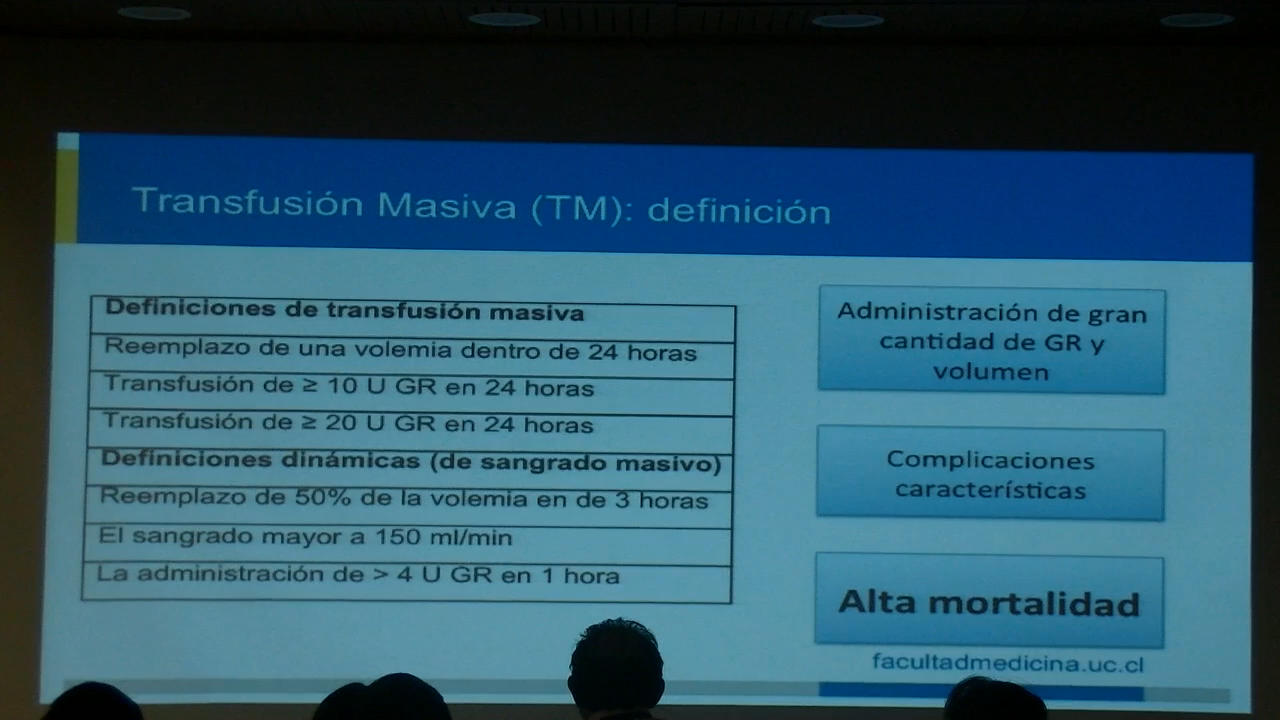 Transfusión Masiva (TM): definición
Definiciones de transfusión masiva
Reemplazo de una volemia dentro de 24 horas
Transfusión de ≥ 10 U GR en 24 horas
Transfusión de ≥ 20 U GR en 24 horas
Definiciones dinámicas (de sangrado masivo)
Reemplazo de 50% de la volemia en de 3 horas
El sangrado mayor a 150 ml/min
La administración de > 4 U GR en 1 hora
Administración de gran
cantidad de GR y
volumen
Complicaciones
características
Alta mortalidad
facultadmedicina.uc.cl